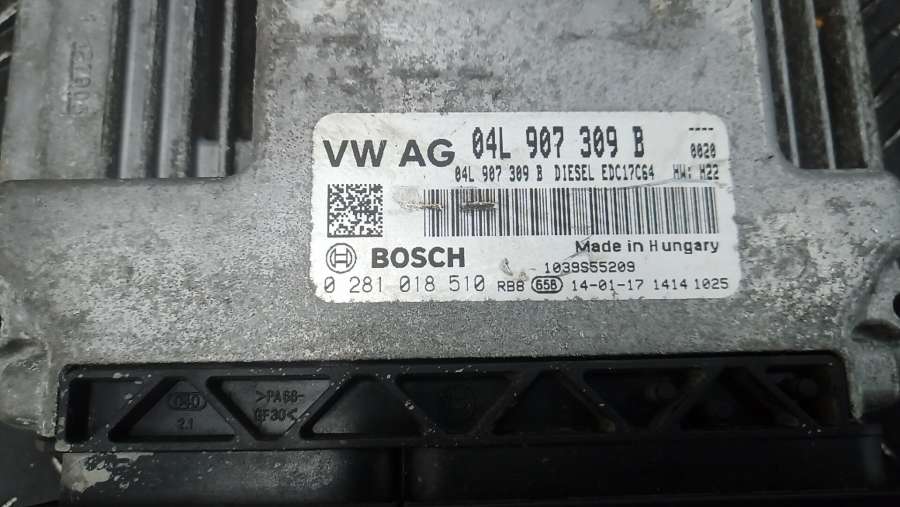 VW AG 04L 907 309 B ----
0020
04L 907 309 B DIESEL EDC17C64 HW: H22
Made in Hungary
BOSCH
1039S55209
0 281 018 510 RBB 65B 14-01-17 1414 1025
>PA66-
GF30<
2.1